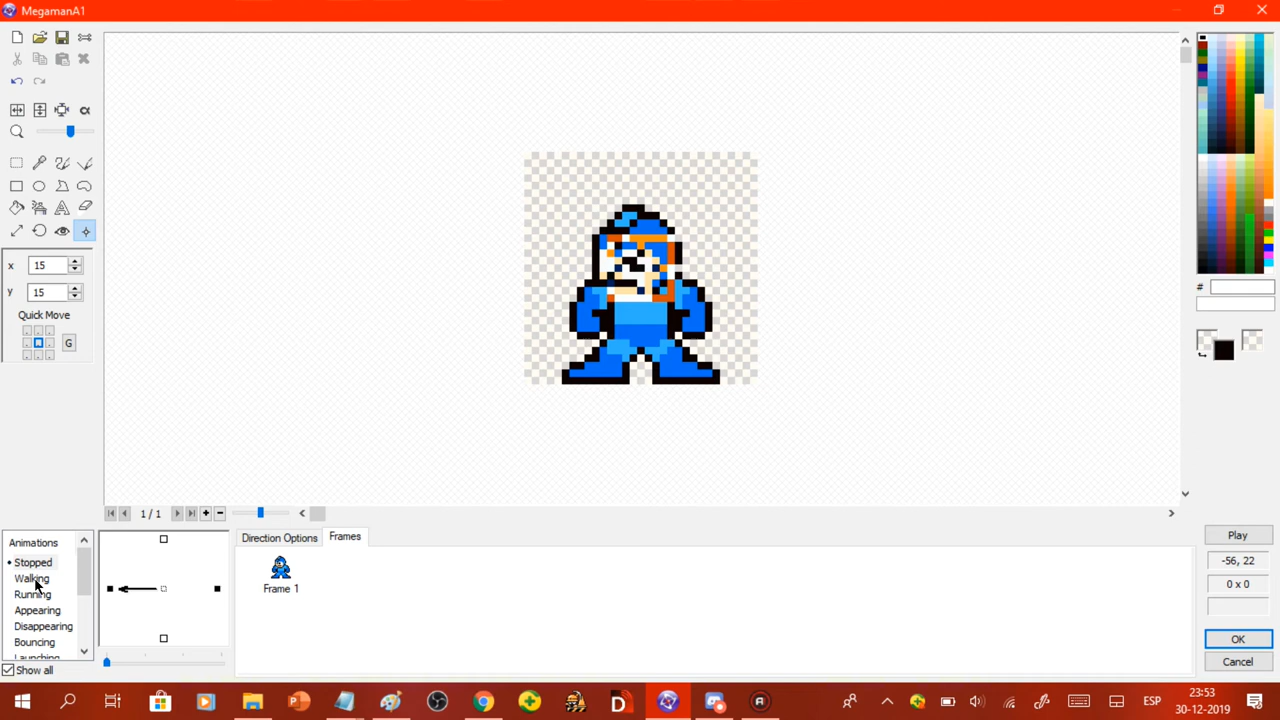 MegamanA1
x 15
y 15
Quick Move
G
#
1 / 1
Animations
Stopped
Walking
Running
Appearing
Disappearing
Bouncing
Launching
Show all
Direction Options
Frames
Frame 1
Play
-56, 22
0 x 0
OK
Cancel
ESP
23:53
30-12-2019